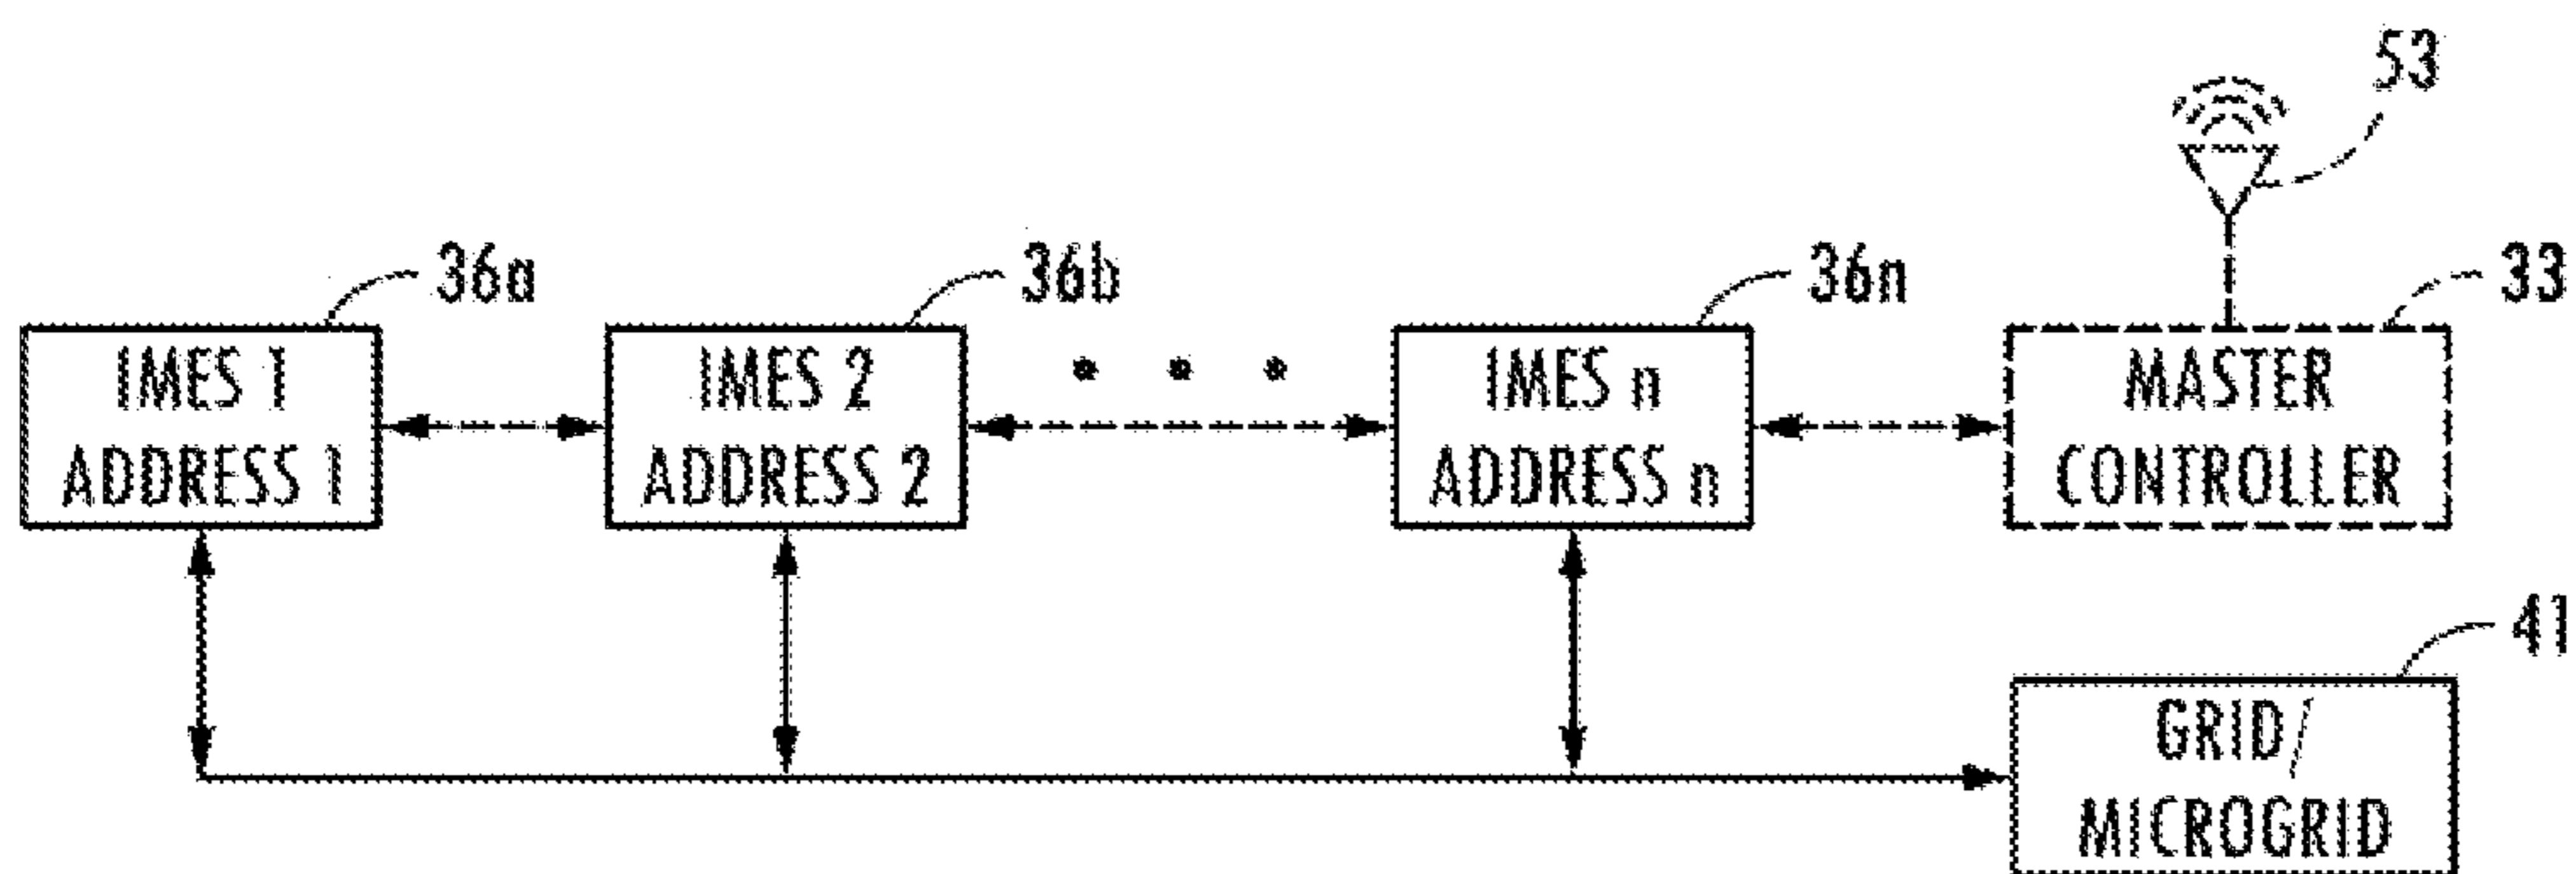 53
36a
36b
36n
33
IMES 1
ADDRESS 1
IMES 2
ADDRESS 2
• • •
IMES n
ADDRESS n
MASTER
CONTROLLER
41
GRID/
MICROGRID